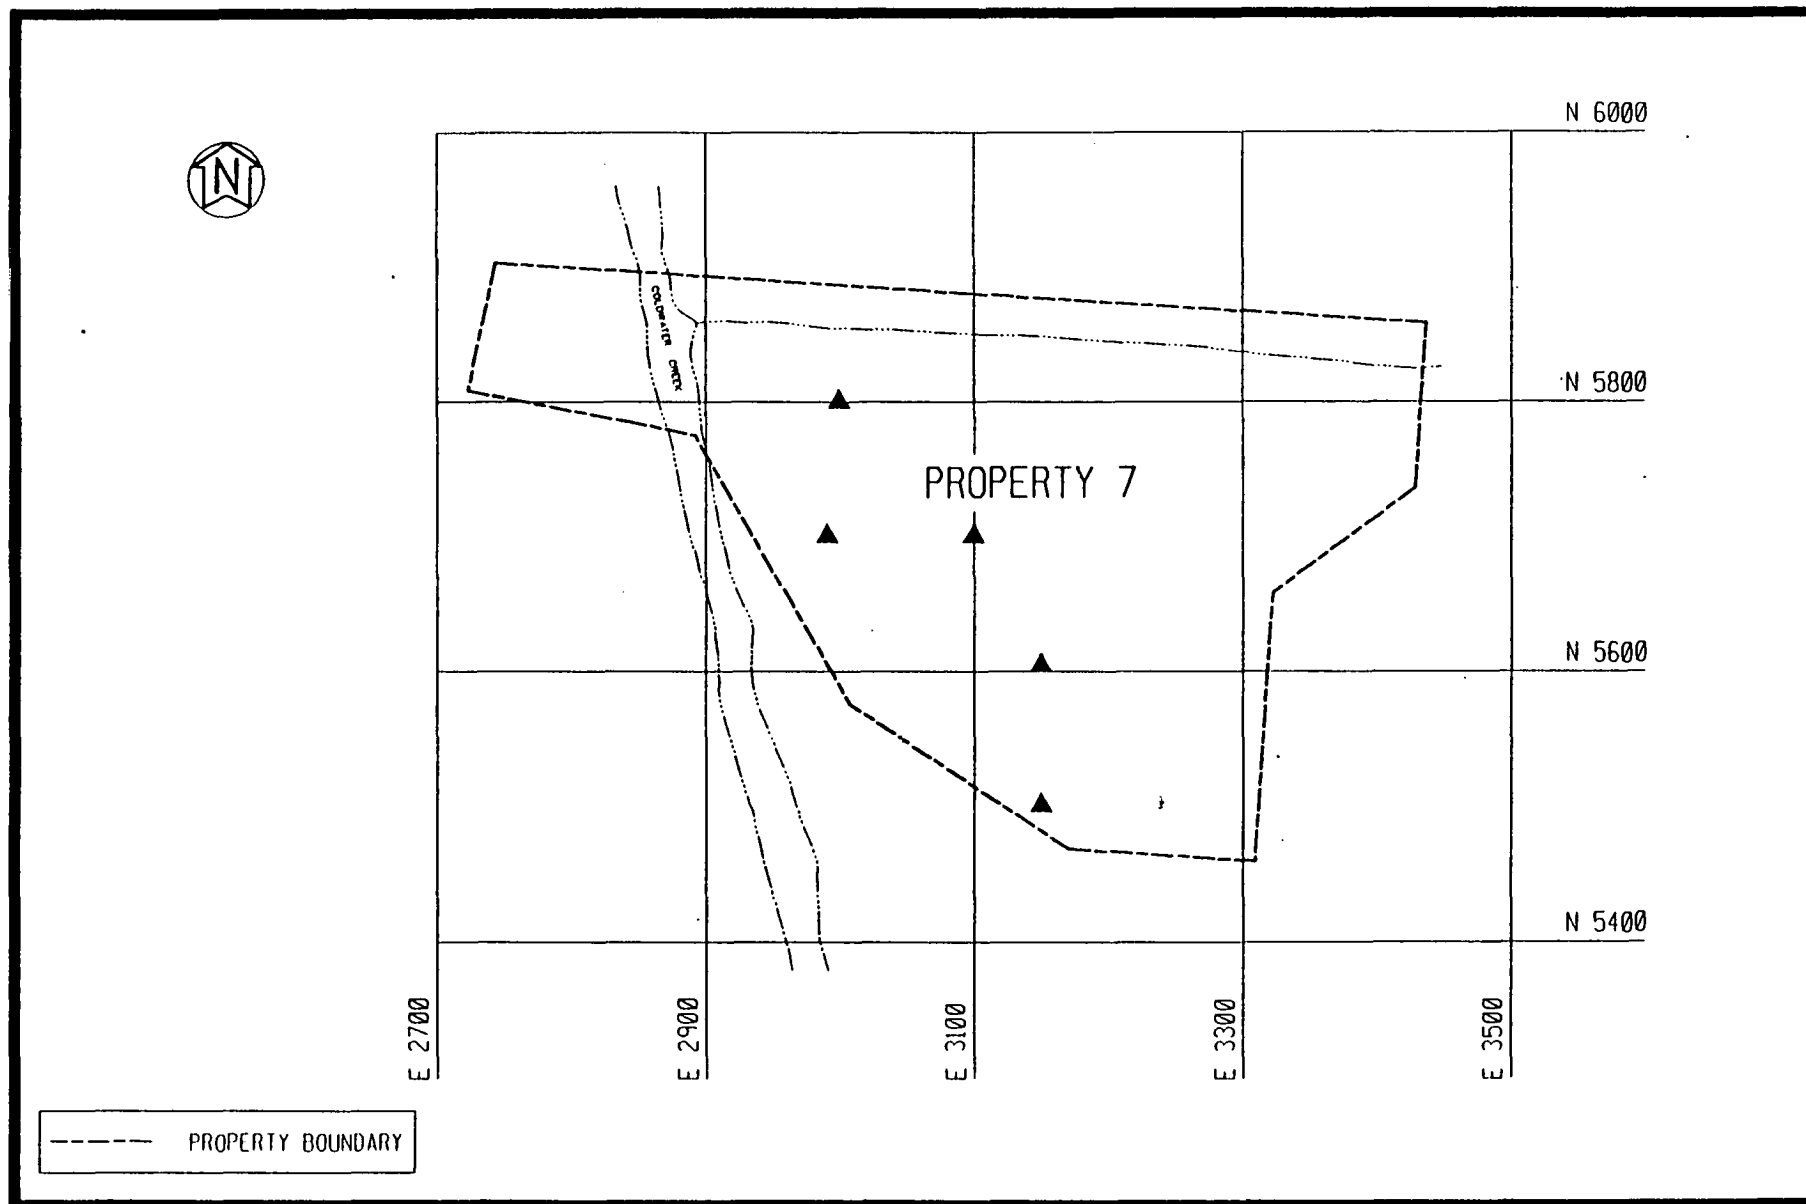 N 6000
N
COLDWATER CREEK
N 5800
PROPERTY 7
N 5600
N 5400
E 2700
E 2900
E 3100
E 3300
E 3500
PROPERTY BOUNDARY